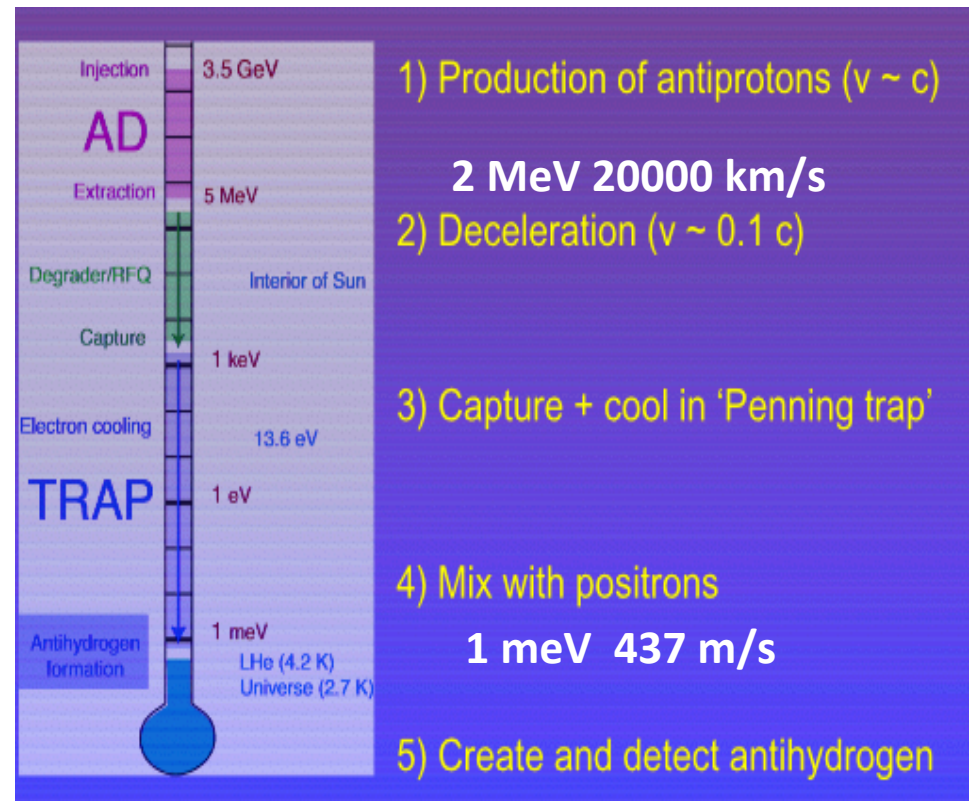 Injection
3.5 GeV
AD
Extraction
5 MeV
Degrader/RFQ
Interior of Sun
Capture
1 keV
Electron cooling
13.6 eV
TRAP
1 eV
1 meV
Antihydrogen
formation
LHe (4.2 K)
Universe (2.7 K)
1) Production of antiprotons (v ~ c)
2 MeV 20000 km/s
2) Deceleration (v ~ 0.1 c)
3) Capture + cool in ‘Penning trap’
4) Mix with positrons
1 meV 437 m/s
5) Create and detect antihydrogen